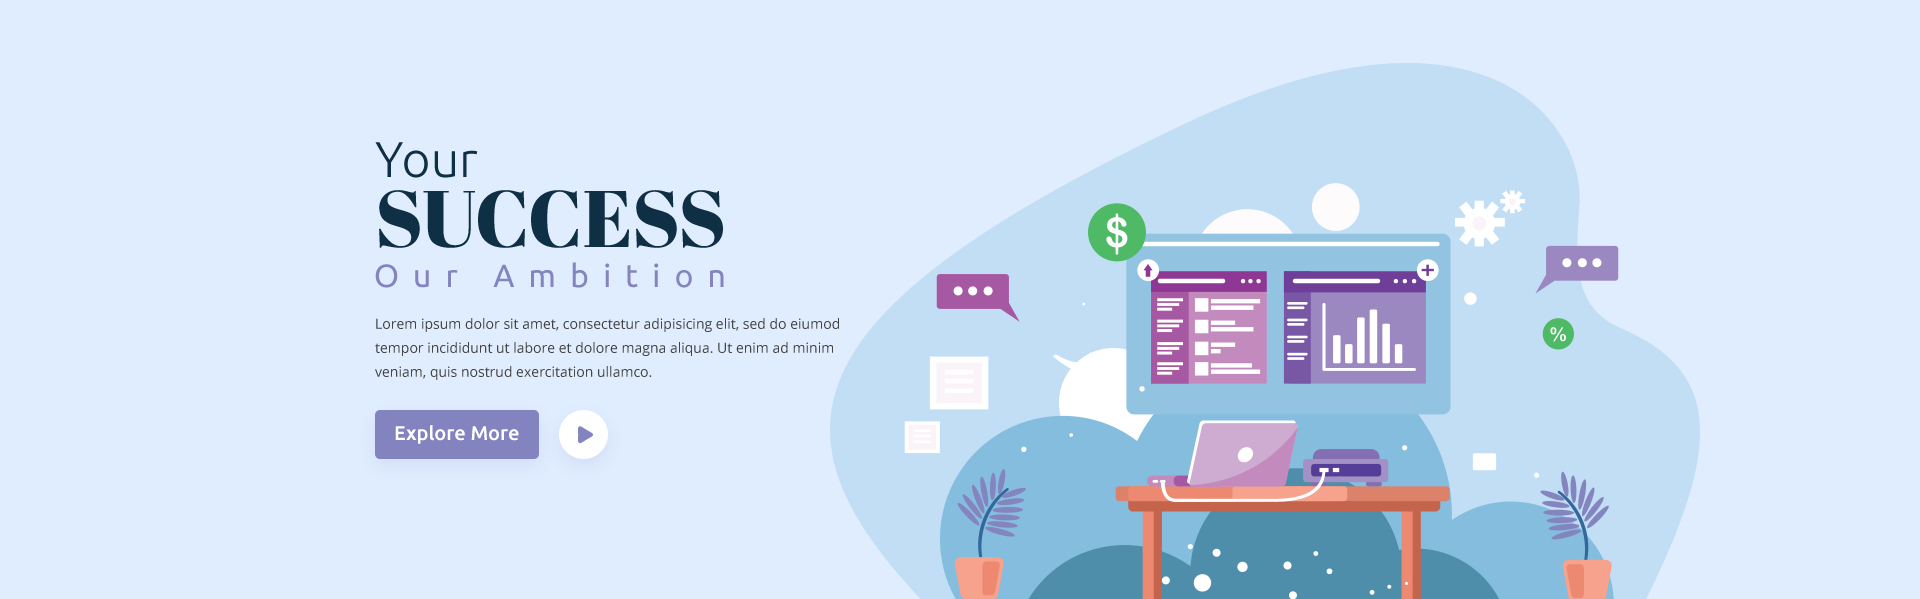 Your
SUCCESS
Our Ambition
Lorem ipsum dolor sit amet, consectetur adipisicing elit, sed do eiumod
tempor incididunt ut labore et dolore magna aliqua. Ut enim ad minim
veniam, quis nostrud exercitation ullamco.
Explore More
$
%